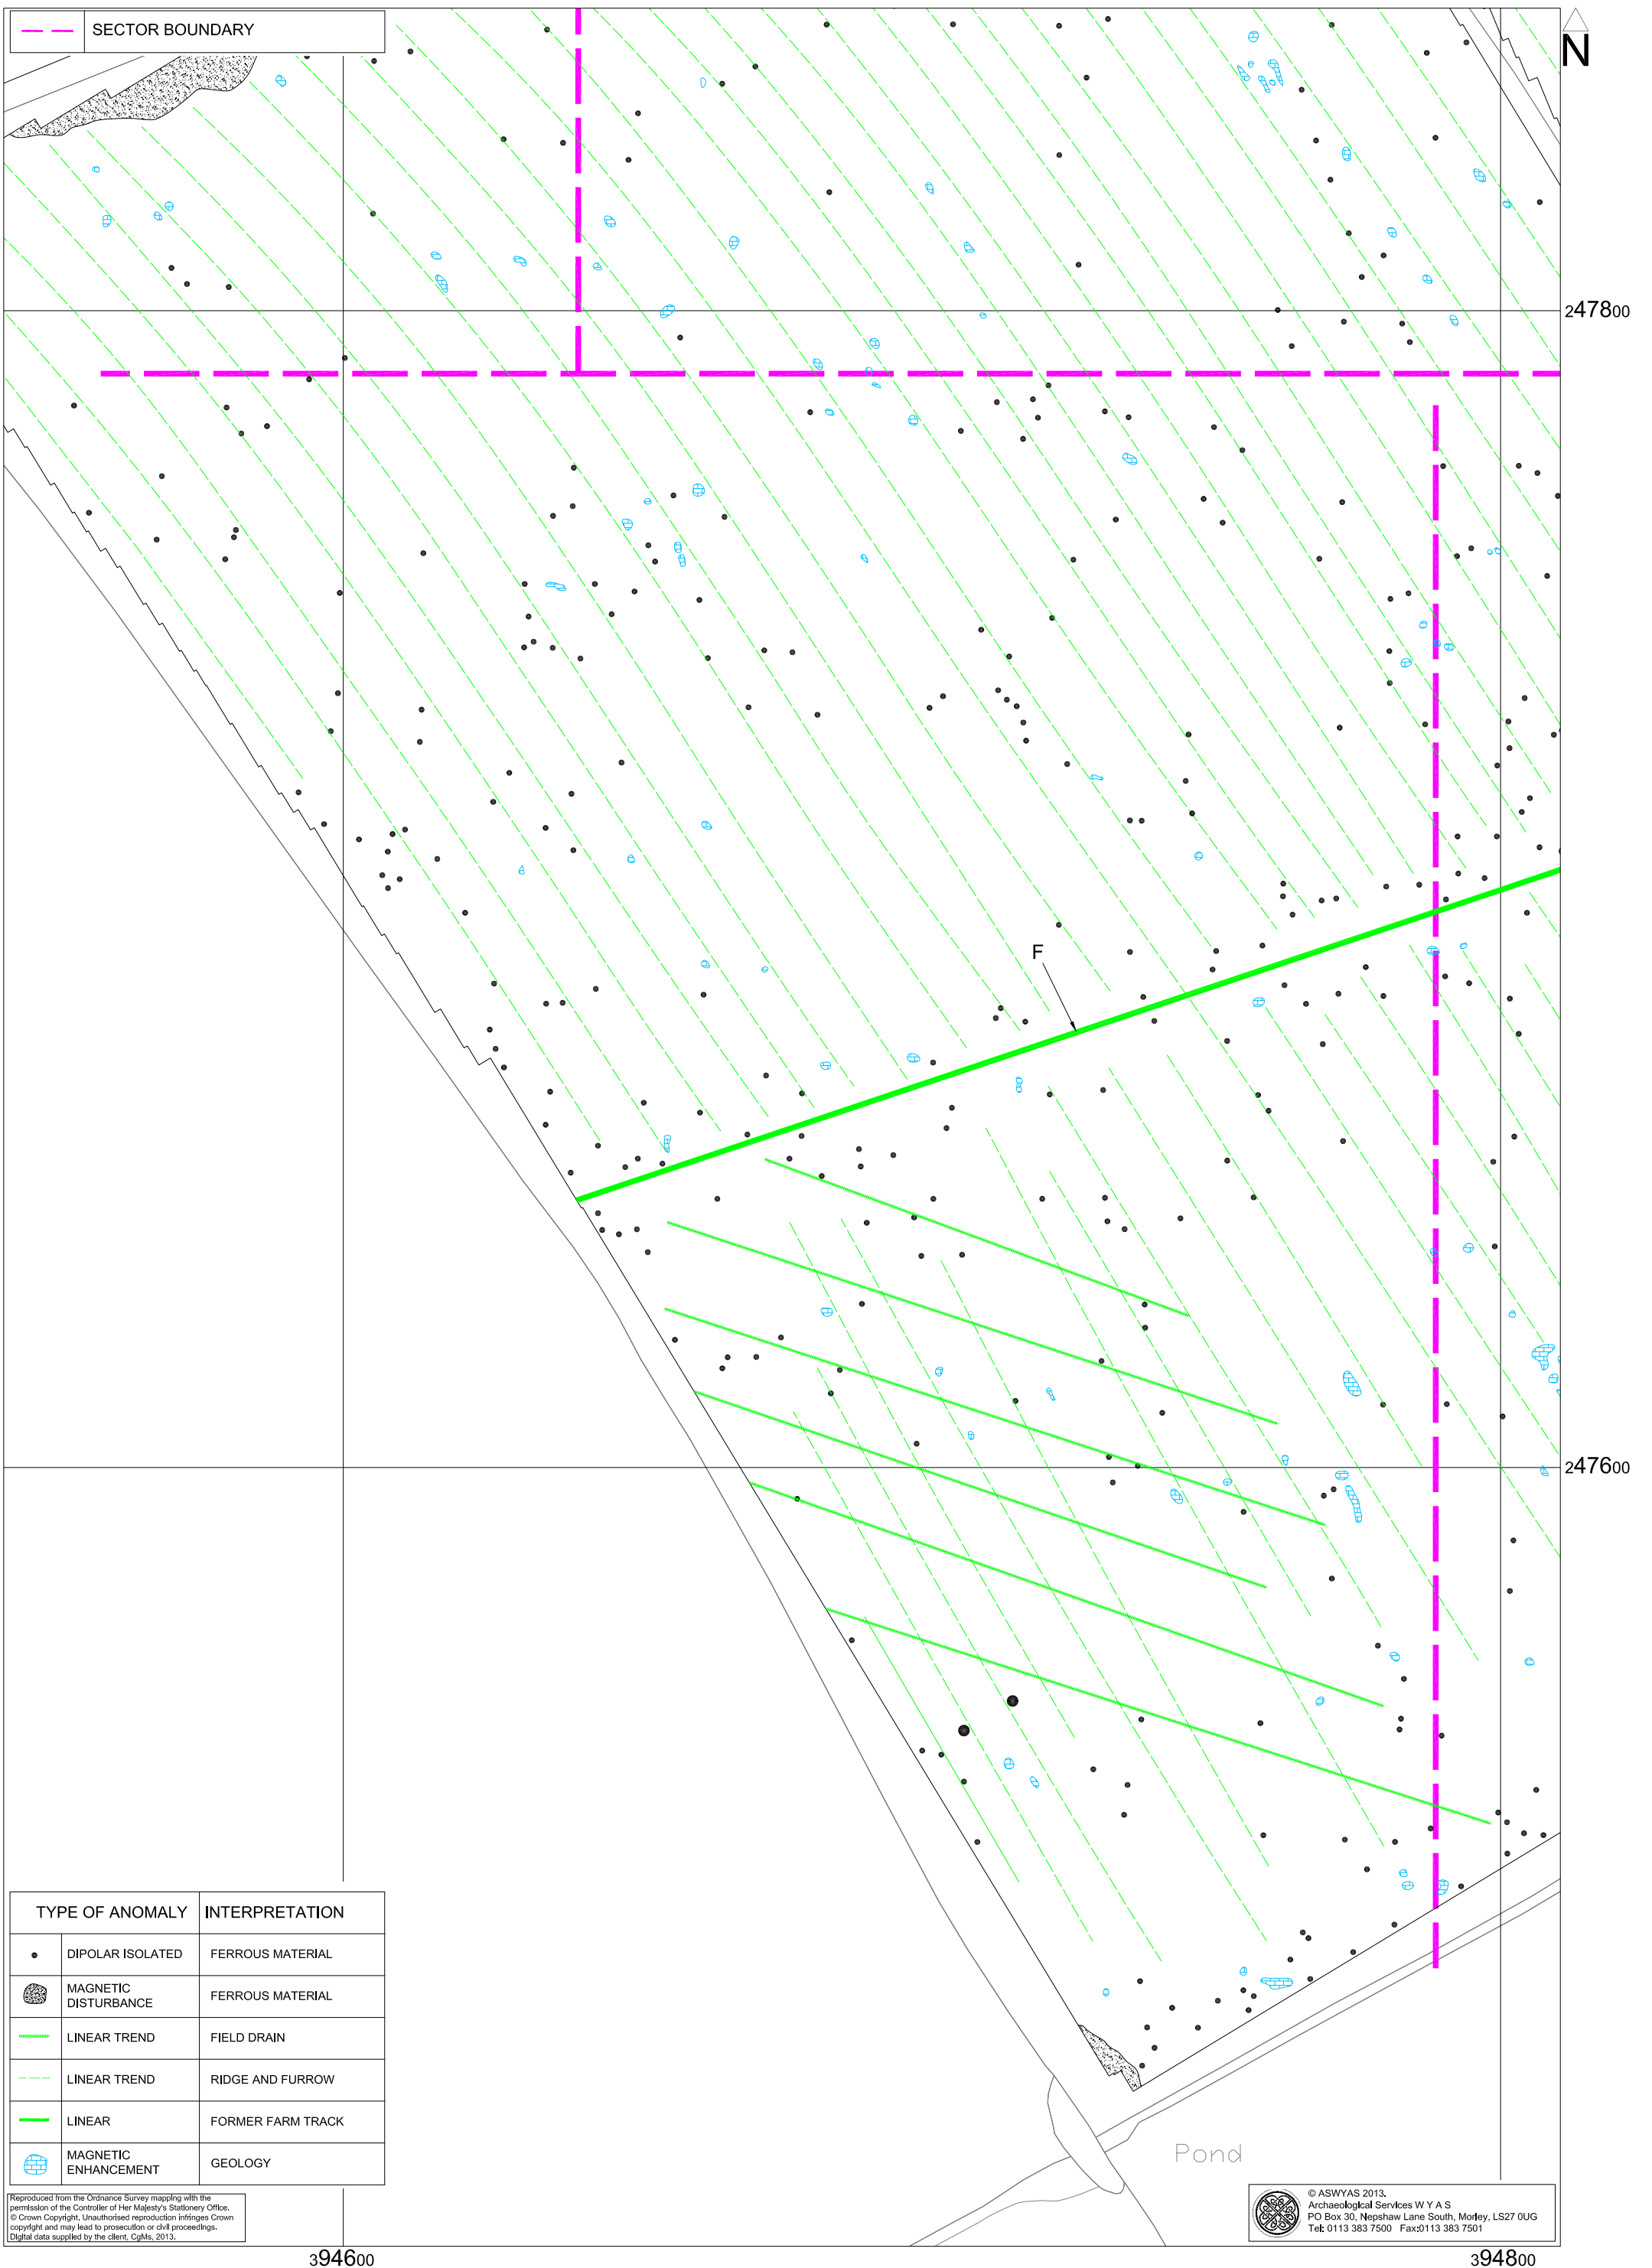 SECTOR BOUNDARY
N
247800
F
247600
TYPE OF ANOMALY INTERPRETATION
DIPOLAR ISOLATED FERROUS MATERIAL
MAGNETIC
DISTURBANCE
FERROUS MATERIAL
LINEAR TREND FIELD DRAIN
LINEAR TREND RIDGE AND FURROW
LINEAR FORMER FARM TRACK
MAGNETIC
ENHANCEMENT
GEOLOGY
Pond
Reproduced from the Ordnance Survey mapping with the
permission of the Controller of Her Majesty's Stationery Office.
© Crown Copyright. Unauthorised reproduction infringes Crown
copyright and may lead to prosecution or civil proceedings.
Digital data supplied by the client, CgMs, 2013.
© ASWYAS 2013.
Archaeological Services W Y A S
PO Box 30, Nepshaw Lane South, Morley, LS27 0UG
Tel: 0113 383 7500 Fax:0113 383 7501
394600
394800